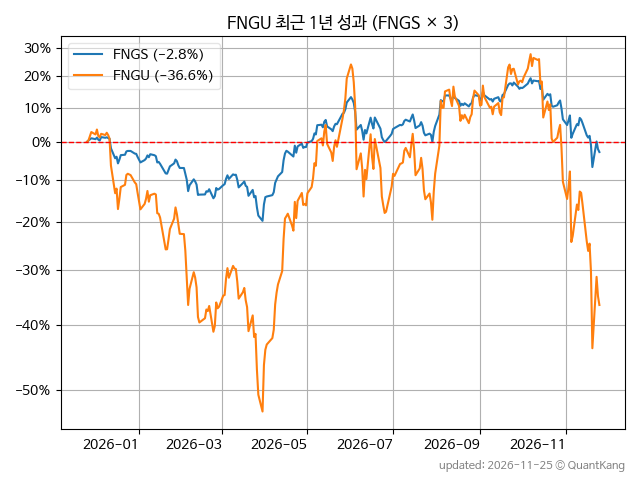 FNGU 최근 1년 성과 (FNGS × 3)
FNGS (−2.8%)
FNGU (−36.6%)
30%
20%
10%
0%
−10%
−20%
−30%
−40%
−50%
2026−01 2026−03 2026−05 2026−07 2026−09 2026−11
updated: 2026−11−25 © QuantKang